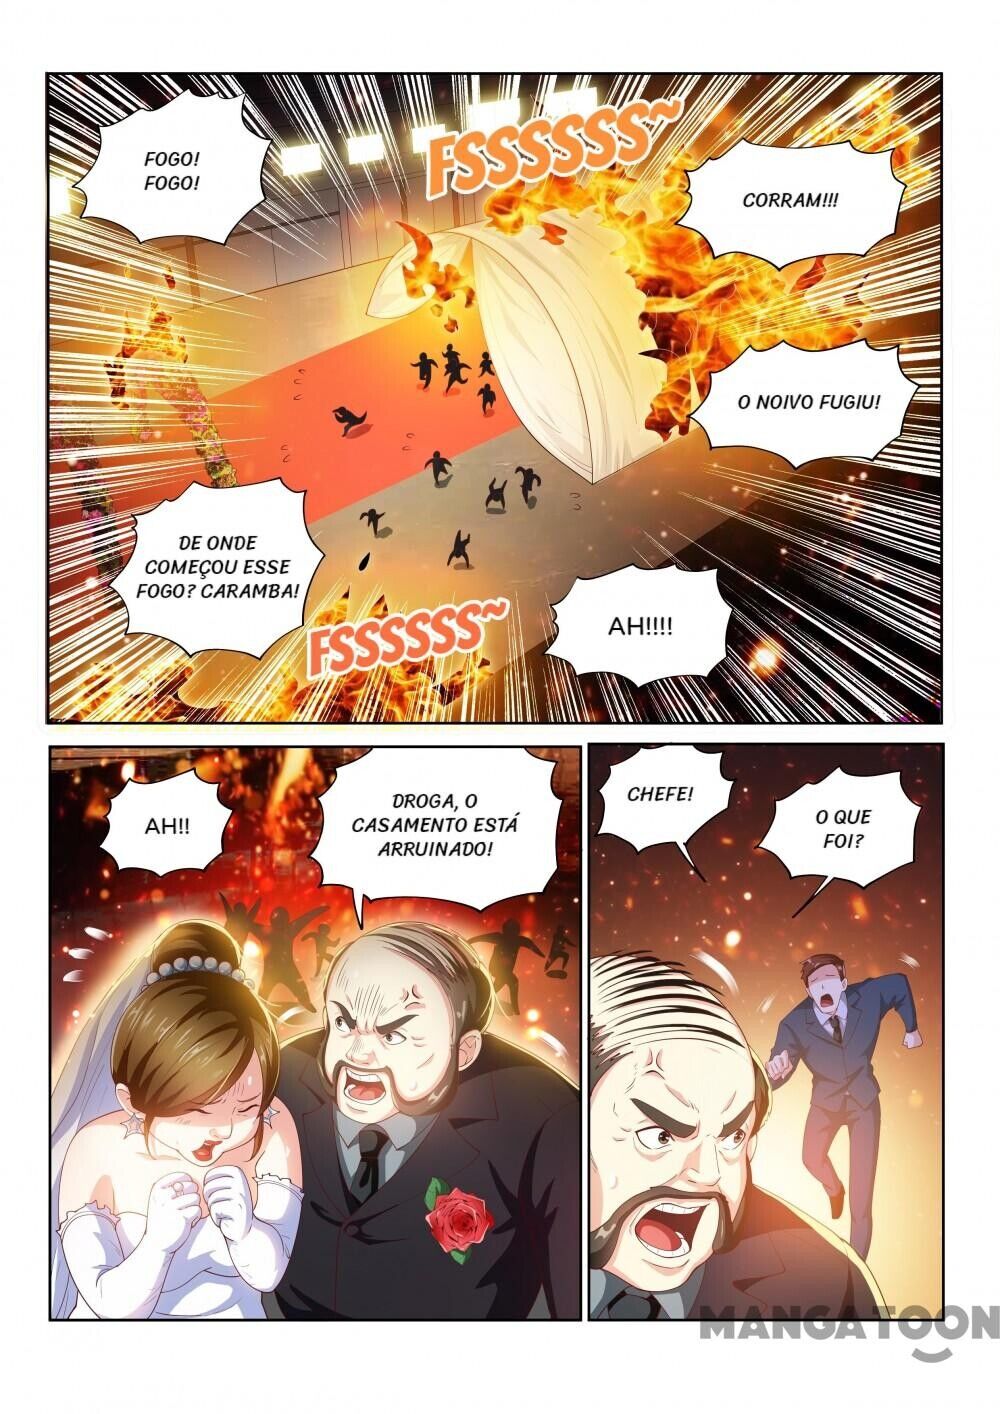 FOGO!
FOGO!
FSSSSSS~
CORRAM!!!
O NOIVO FUGIU!
DE ONDE
COMEÇOU ESSE
FOGO? CARAMBA!
FSSSSSS~
AH!!!!
AH!!
DROGA, O
CASAMENTO ESTÁ
ARRUINADO!
CHEFE!
O QUE
FOI?
MANGATOON